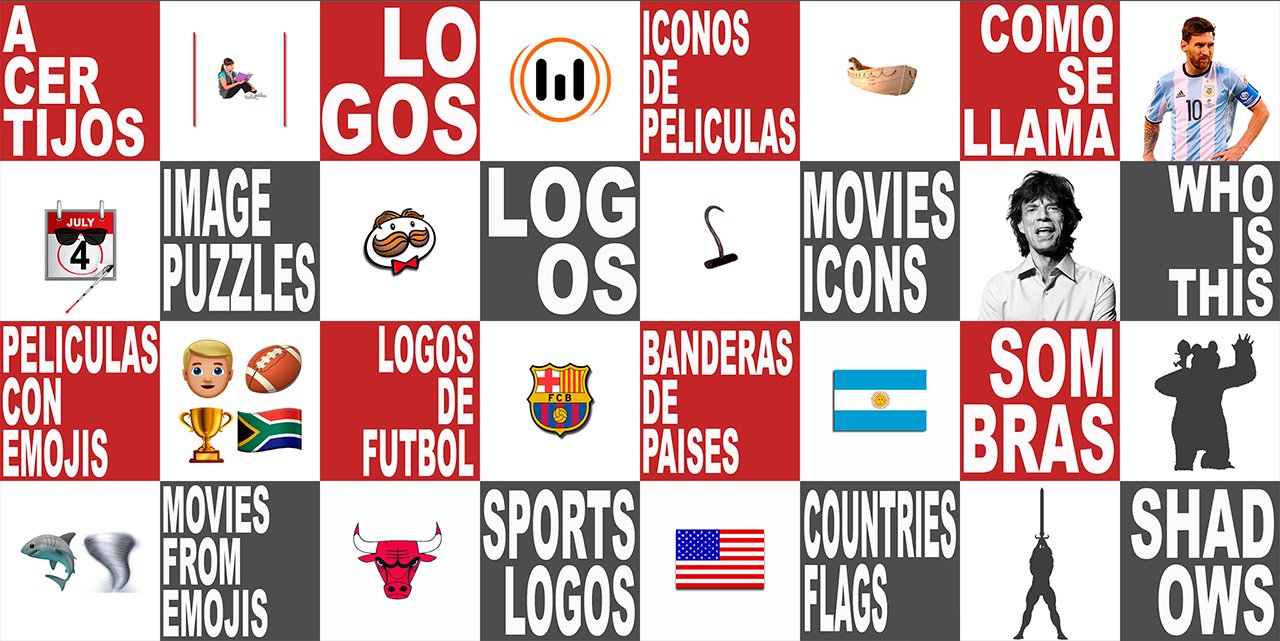 A
CER
TIJOS
LO
GOS
ICONOS
DE
PELICULAS
COMO
SE
LLAMA
10
JULY
4
IMAGE
PUZZLES
LOG
OS
MOVIES
ICONS
WHO
IS
THIS
PELICULAS
CON
EMOJIS
LOGOS
DE
FUTBOL
FCB
BANDERAS
DE
PAISES
SOM
BRAS
MOVIES
FROM
EMOJIS
SPORTS
LOGOS
COUNTRIES
FLAGS
SHAD
OWS